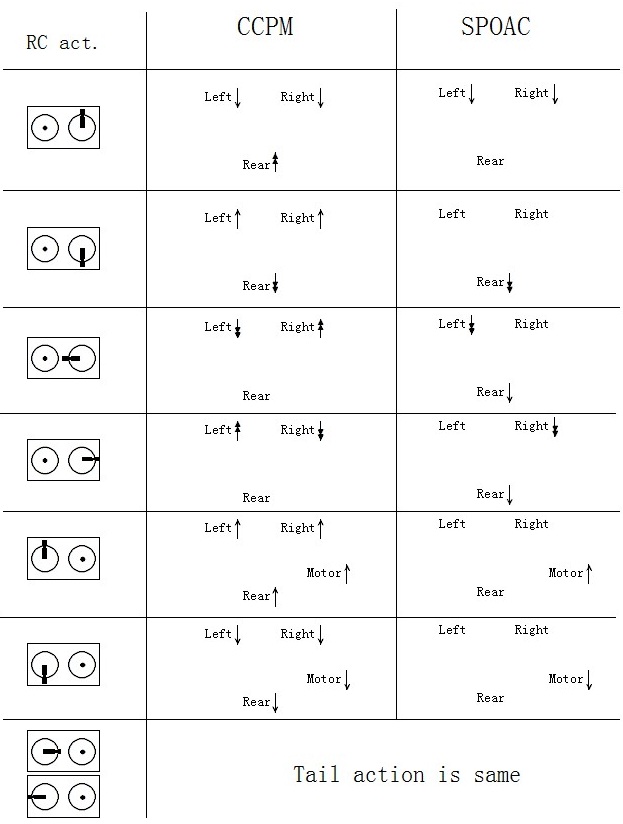 RC act. CCPM SPOAC
Left↓ Right↓ Left↓ Right↓
Rear Rear
Left↑ Right↑ Left Right
Rear Rear
Left Right Left Right
Rear Rear↓
Left Right Left Right
Rear Rear↓
Left↑ Right↑ Left Right
Motor↑ Motor↑
Rear↑ Rear
Left↓ Right↓ Left Right
Motor↓ Motor↓
Rear↓ Rear
Tail action is same